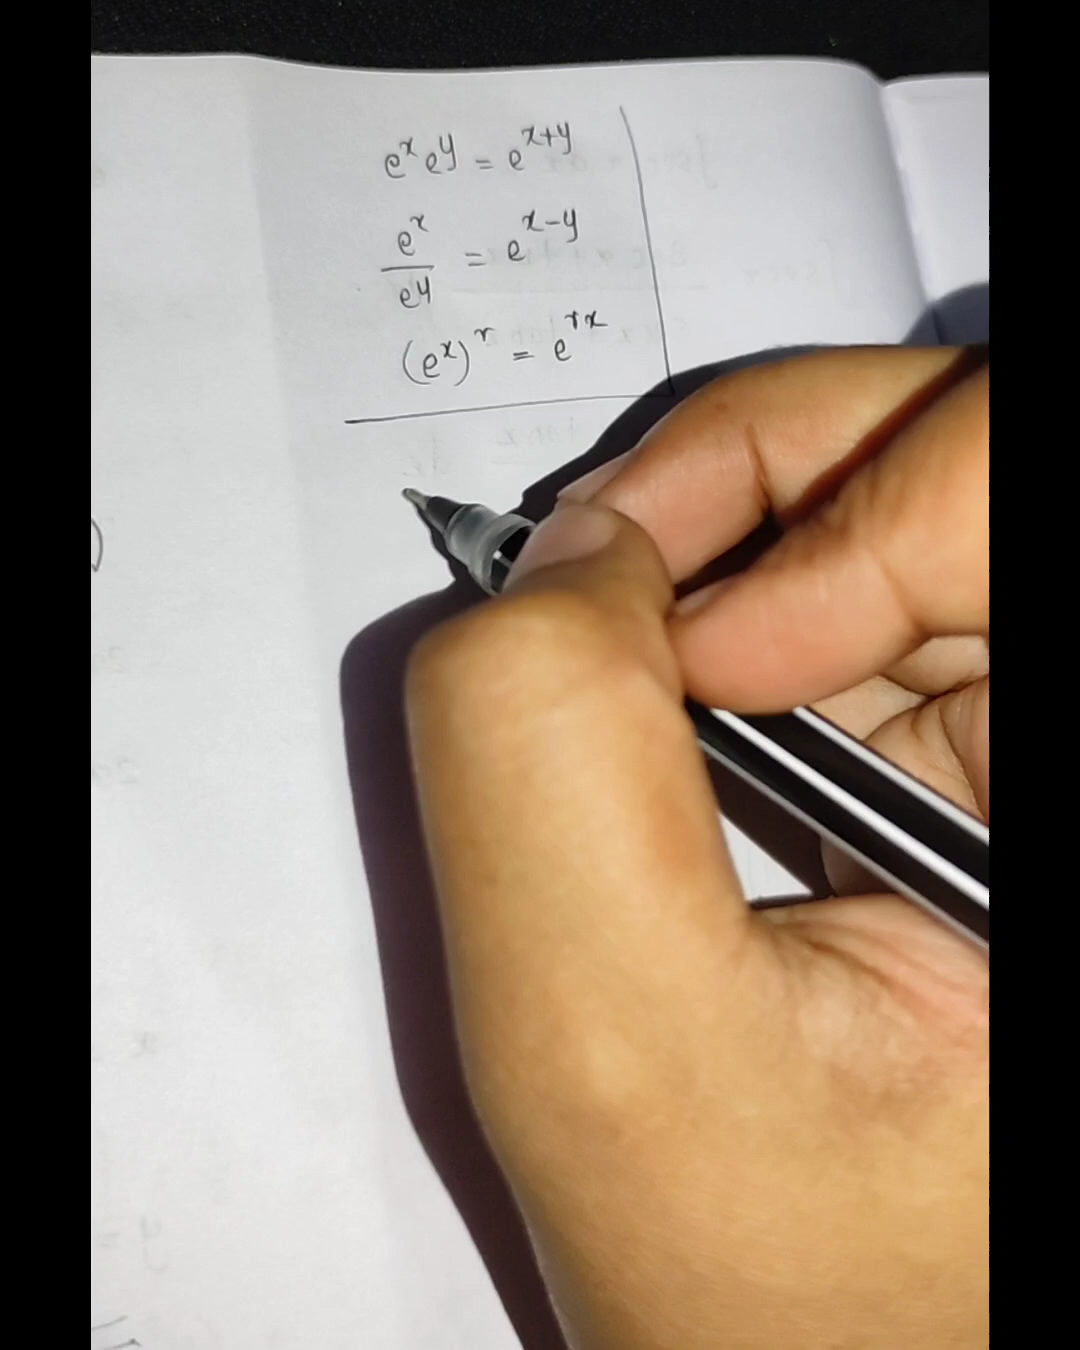 e^x e^y = e^{x+y}
e^x / e^y = e^{x-y}
(e^x)^r = e^{rx}